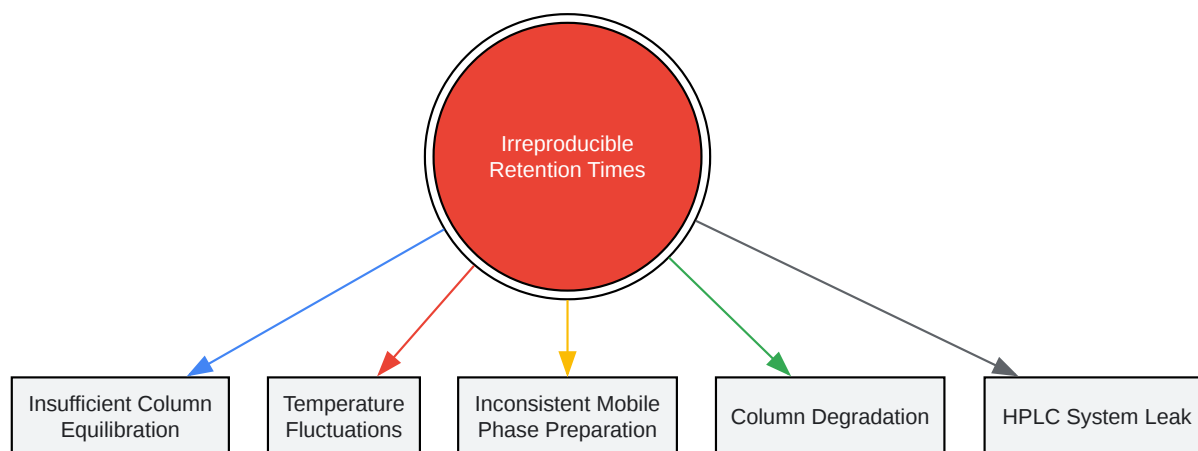 Irreproducible
Retention Times
Insufficient Column
Equilibration
Temperature
Fluctuations
Inconsistent Mobile
Phase Preparation
Column Degradation
HPLC System Leak